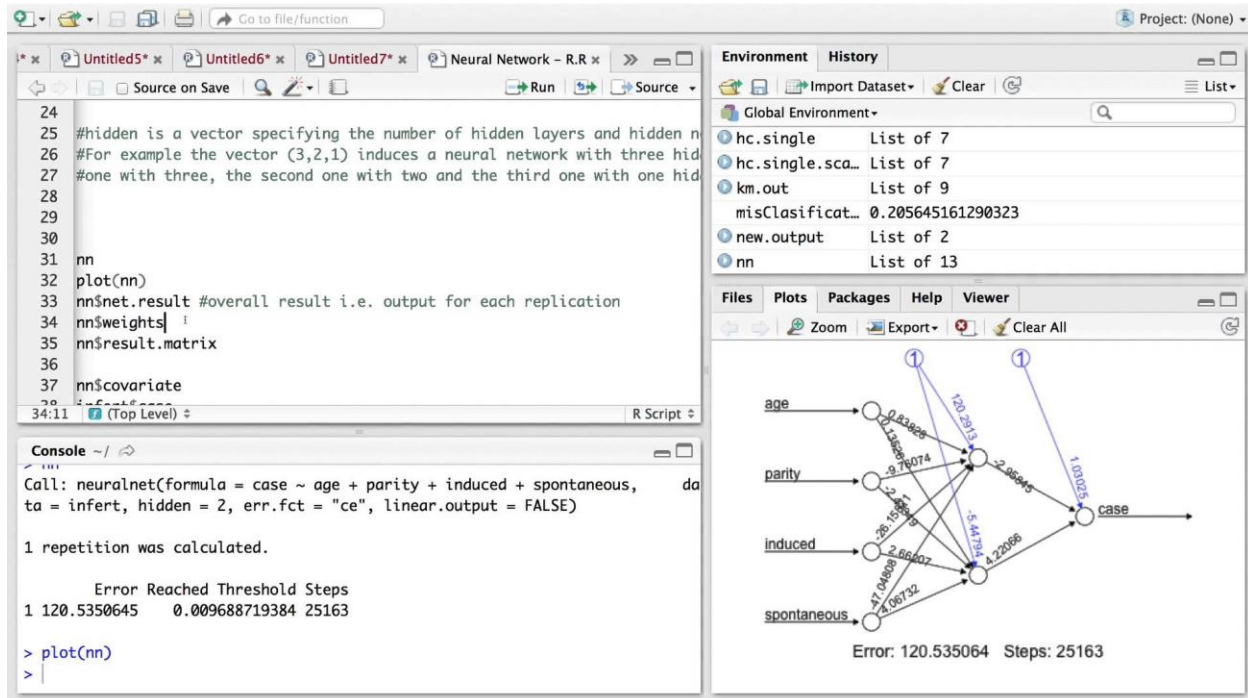 Go to file/function
Project: (None)
Untitled5*
Untitled6*
Untitled7*
Neural Network – R.R
Source on Save
Run
Source
24
25 #hidden is a vector specifying the number of hidden layers and hidden n
26 #For example the vector (3,2,1) induces a neural network with three hid
27 #one with three, the second one with two and the third one with one hid
28
29
30
31 nn
32 plot(nn)
33 nn$net.result #overall result i.e. output for each replication
34 nn$weights
35 nn$result.matrix
36
37 nn$covariate
38 infert$case
34:11 (Top Level)
R Script
Console ~/
> nn
Call: neuralnet(formula = case ~ age + parity + induced + spontaneous, da
ta = infert, hidden = 2, err.fct = "ce", linear.output = FALSE)
1 repetition was calculated.
Error Reached Threshold Steps
1 120.5350645 0.009688719384 25163
> plot(nn)
>
Environment History
Import Dataset Clear
List
Global Environment
hc.single List of 7
hc.single.sca… List of 7
km.out List of 9
misClasificat… 0.205645161290323
new.output List of 2
nn List of 13
Files Plots Packages Help Viewer
Zoom Export Clear All
1 1
age
parity
induced
spontaneous
case
0.83828
120.2913
-9.76074
-2.95845
1.03025
-5.44794
2.66207
4.22066
-47.04808
4.06732
Error: 120.535064 Steps: 25163